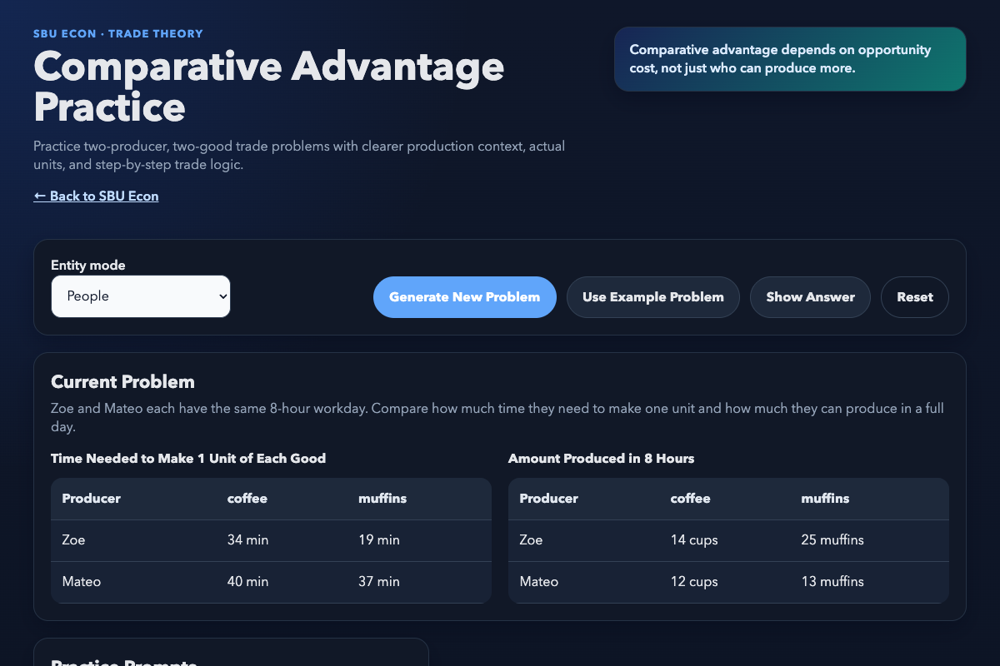 SBU ECON · TRADE THEORY
Comparative Advantage
Practice
Practice two-producer, two-good trade problems with clearer production context, actual
units, and step-by-step trade logic.
← Back to SBU Econ
Comparative advantage depends on opportunity
cost, not just who can produce more.
Entity mode
People
Generate New Problem
Use Example Problem
Show Answer
Reset
Current Problem
Zoe and Mateo each have the same 8-hour workday. Compare how much time they need to make one unit and how much they can produce in a full
day.
Time Needed to Make 1 Unit of Each Good
Producer coffee muffins
Zoe 34 min 19 min
Mateo 40 min 37 min
Amount Produced in 8 Hours
Producer coffee muffins
Zoe 14 cups 25 muffins
Mateo 12 cups 13 muffins
Practice Prompts